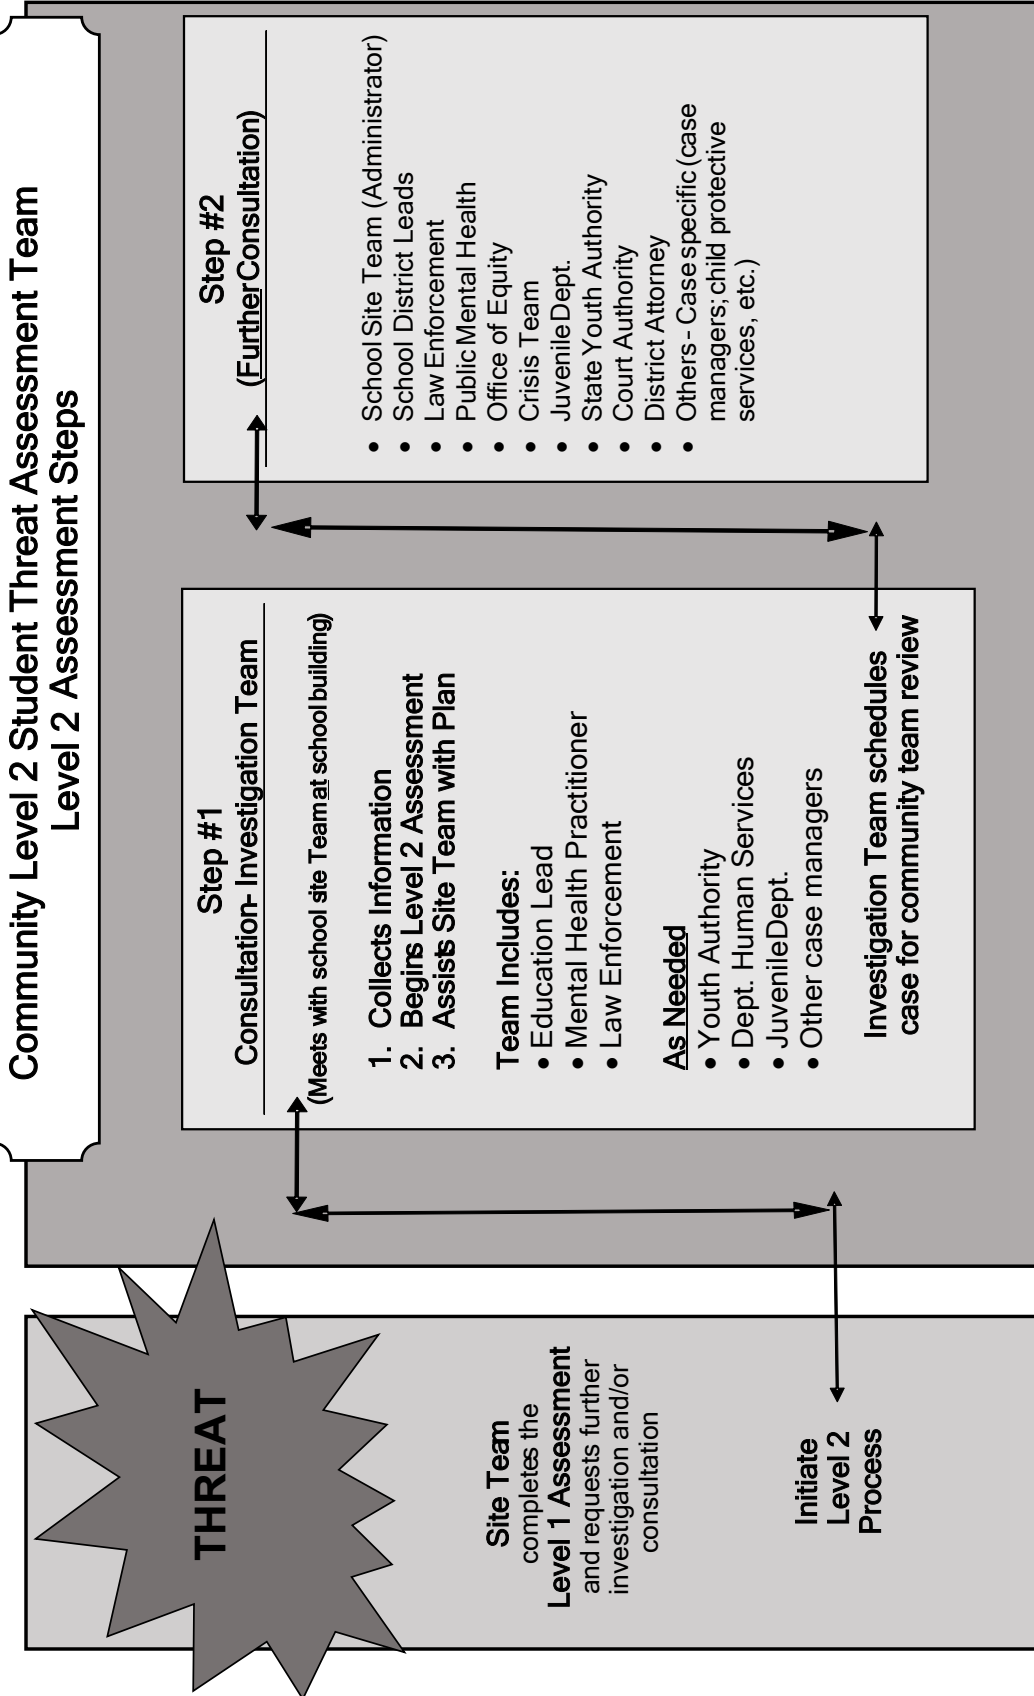 Community Level 2 Student Threat Assessment Team
Level 2 Assessment Steps
THREAT
Site Team
completes the
Level 1 Assessment
and requests further
investigation and/or
consultation
Initiate
Level 2
Process
Step #1
Consultation- Investigation Team
(Meets with school site Team at school building)
1. Collects Information
2. Begins Level 2 Assessment
3. Assists Site Team with Plan
Team Includes:
• Education Lead
• Mental Health Practitioner
• Law Enforcement
As Needed
• Youth Authority
• Dept. Human Services
• Juvenile Dept.
• Other case managers
Investigation Team schedules
case for community team review
Step #2
(Further Consultation)
• School Site Team (Administrator)
• School District Leads
• Law Enforcement
• Public Mental Health
• Office of Equity
• Crisis Team
• Juvenile Dept.
• State Youth Authority
• Court Authority
• District Attorney
• Others - Case specific (case
managers; child protective
services, etc.)